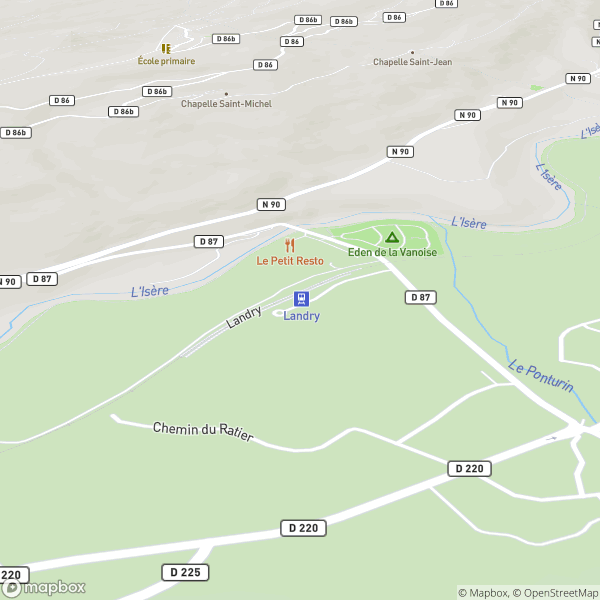 D 86
D 86b
D 86b
D 86
D 86
École primaire
Chapelle Saint-Jean
D 86
N 90
D 86
D 86b
Chapelle Saint-Michel
D 86b
D 86b
N 90
L'Isère
N 90
L'Isère
N 90
L'Isère
D 87
Le Petit Resto
Eden de la Vanoise
N 90
D 87
L'Isère
D 87
Landry
Landry
Le Ponturin
Chemin du Ratier
D 220
D 220
D 225
220
mapbox
© Mapbox, © OpenStreetMap